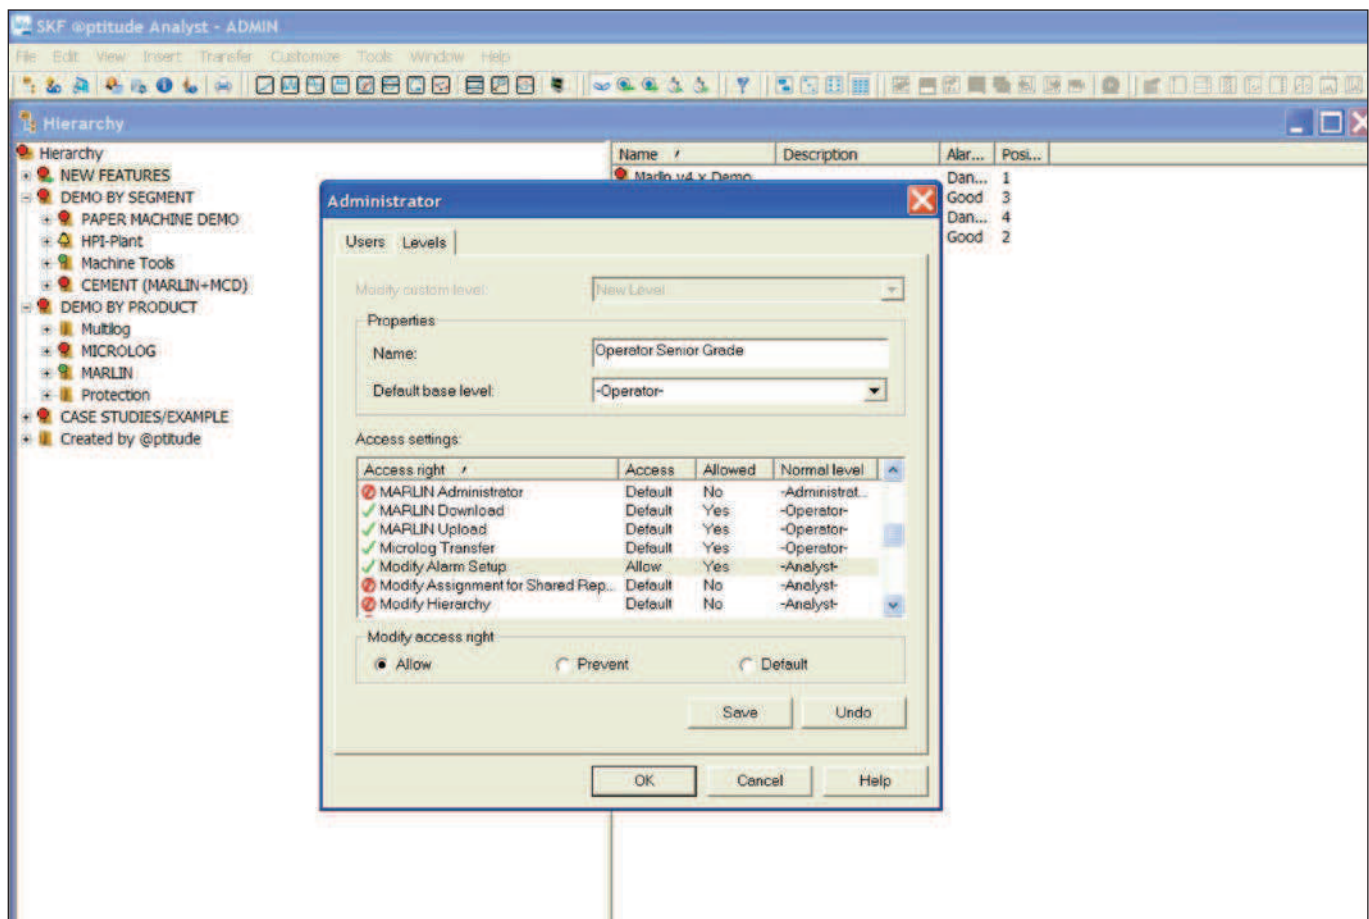 SKF @ptitude Analyst - ADMIN
File Edit View Insert Transfer Customize Tools Window Help
Hierarchy
Hierarchy
NEW FEATURES
DEMO BY SEGMENT
PAPER MACHINE DEMO
HPI-Plant
Machine Tools
CEMENT (MARLIN+MCD)
DEMO BY PRODUCT
Multilog
MICROLOG
MARLIN
Protection
CASE STUDIES/EXAMPLE
Created by @ptitude
Name Description Alar... Posi...
Marlin v4.x Demo Dan... 1
Good 3
Dan... 4
Good 2
Administrator
Users Levels
Modify custom level: New Level
Properties
Name: Operator Senior Grade
Default base level: -Operator-
Access settings:
Access right Access Allowed Normal level
MARLIN Administrator Default No -Administrat...
MARLIN Download Default Yes -Operator-
MARLIN Upload Default Yes -Operator-
Microlog Transfer Default Yes -Operator-
Modify Alarm Setup Allow Yes -Analyst-
Modify Assignment for Shared Rep... Default No -Analyst-
Modify Hierarchy Default No -Analyst-
Modify access right
Allow Prevent Default
Save Undo
OK Cancel Help